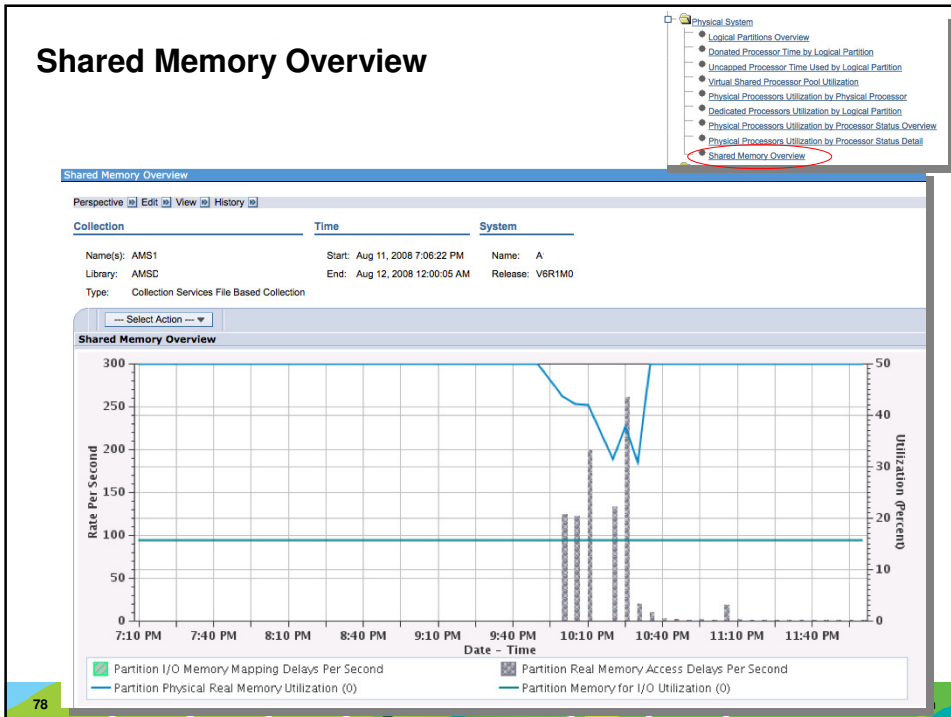 Shared Memory Overview
Physical System
Logical Partitions Overview
Donated Processor Time by Logical Partition
Uncapped Processor Time Used by Logical Partition
Virtual Shared Processor Pool Utilization
Physical Processors Utilization by Physical Processor
Dedicated Processors Utilization by Logical Partition
Physical Processors Utilization by Processor Status Overview
Physical Processors Utilization by Processor Status Detail
Shared Memory Overview
Shared Memory Overview
Perspective Edit View History
Collection Time System
Name(s): AMS1 Start: Aug 11, 2008 7:06:22 PM Name: A
Library: AMSD End: Aug 12, 2008 12:00:05 AM Release: V6R1M0
Type: Collection Services File Based Collection
--- Select Action ---
Shared Memory Overview
300
250
200
150
100
50
0
Rate Per Second
50
40
30
20
10
0
Utilization (Percent)
7:10 PM 7:40 PM 8:10 PM 8:40 PM 9:10 PM 9:40 PM 10:10 PM 10:40 PM 11:10 PM 11:40 PM
Date - Time
Partition I/O Memory Mapping Delays Per Second Partition Real Memory Access Delays Per Second
Partition Physical Real Memory Utilization (0) Partition Memory for I/O Utilization (0)
78